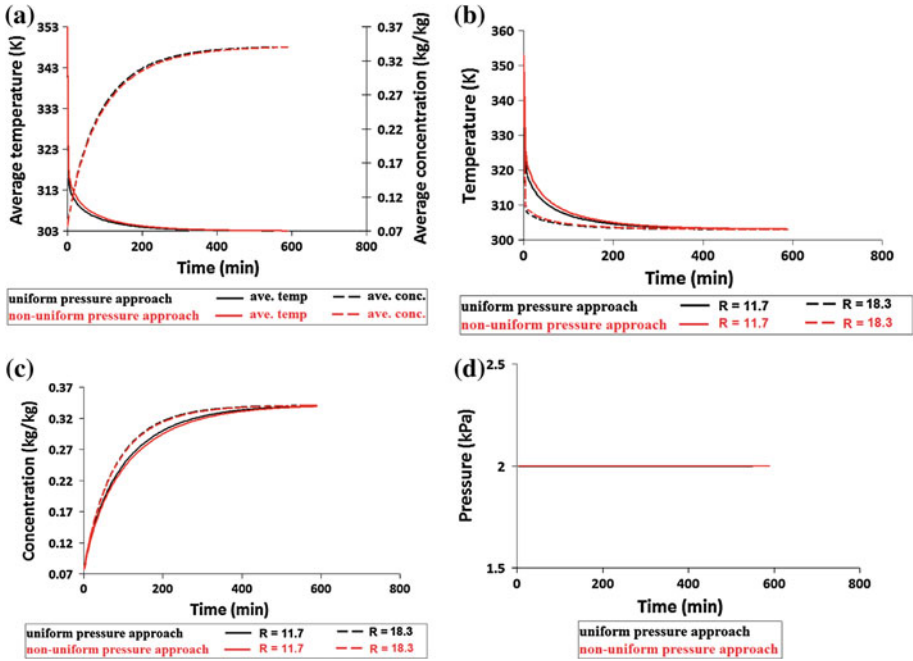 (a)
353
343
333
323
313
303
Average temperature (K)
0.37
0.32
0.27
0.22
0.17
0.12
0.07
Average concentration (kg/kg)
0 200 400 600 800
Time (min)
uniform pressure approach ave. temp ave. conc.
non-uniform pressure approach ave. temp ave. conc.
(b)
360
350
340
330
320
310
300
Temperature (K)
0 200 400 600 800
Time (min)
uniform pressure approach R = 11.7 R = 18.3
non-uniform pressure approach R = 11.7 R = 18.3
(c)
0.37
0.32
0.27
0.22
0.17
0.12
0.07
Concentration (kg/kg)
0 200 400 600 800
Time (min)
uniform pressure approach R = 11.7 R = 18.3
non-uniform pressure approach R = 11.7 R = 18.3
(d)
2.5
2
1.5
Pressure (kPa)
0 200 400 600 800
Time (min)
uniform pressure approach
non-uniform pressure approach